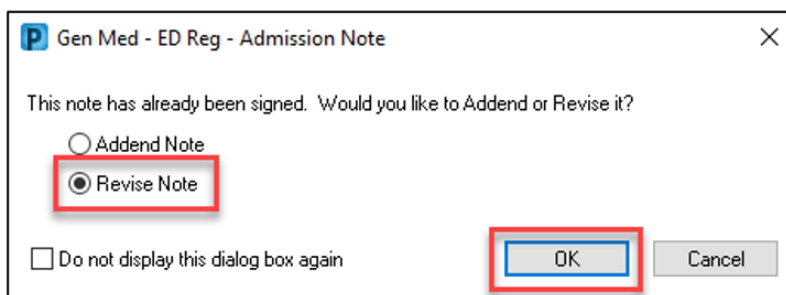 P Gen Med - ED Reg - Admission Note
This note has already been signed. Would you like to Addend or Revise it?
Addend Note
Revise Note
Do not display this dialog box again OK Cancel